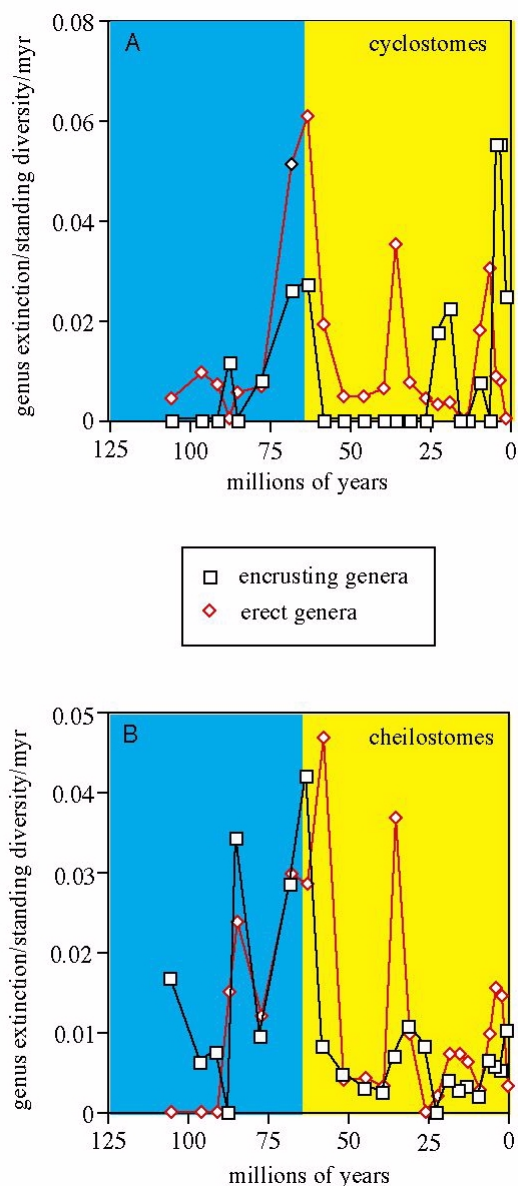 A
cyclostomes
genus extinction/standing diversity/myr
0.08
0.06
0.04
0.02
0
125 100 75 50 25 0
millions of years
encrusting genera
erect genera
B
cheilostomes
genus extinction/standing diversity/myr
0.05
0.04
0.03
0.02
0.01
0
125 100 75 50 25 0
millions of years